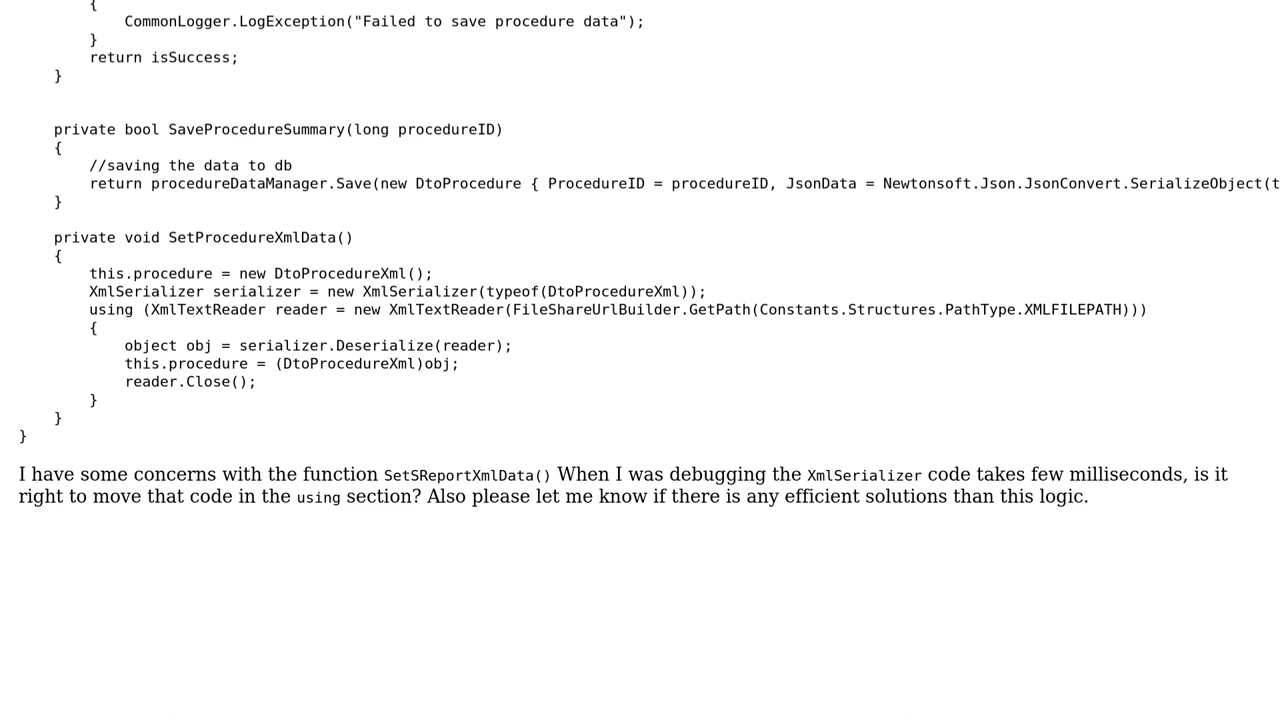 {
CommonLogger.LogException("Failed to save procedure data");
}
return isSuccess;
}
private bool SaveProcedureSummary(long procedureID)
{
//saving the data to db
return procedureDataManager.Save(new DtoProcedure { ProcedureID = procedureID, JsonData = Newtonsoft.Json.JsonConvert.SerializeObject(t
}
private void SetProcedureXmlData()
{
this.procedure = new DtoProcedureXml();
XmlSerializer serializer = new XmlSerializer(typeof(DtoProcedureXml));
using (XmlTextReader reader = new XmlTextReader(FileShareUrlBuilder.GetPath(Constants.Structures.PathType.XMLFILEPATH)))
{
object obj = serializer.Deserialize(reader);
this.procedure = (DtoProcedureXml)obj;
reader.Close();
}
}
}
I have some concerns with the function SetSReportXmlData() When I was debugging the XmlSerializer code takes few milliseconds, is it
right to move that code in the using section? Also please let me know if there is any efficient solutions than this logic.